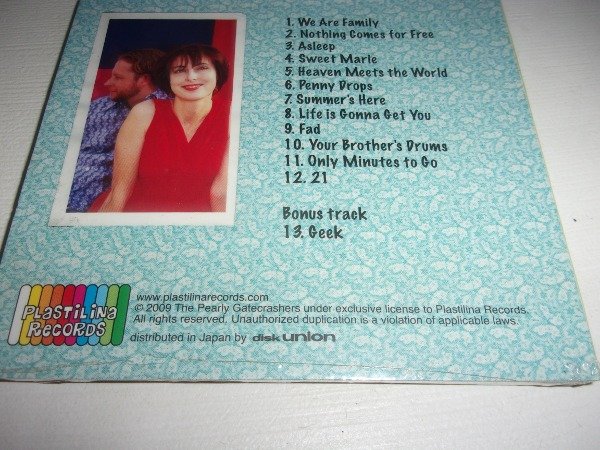 1. We Are Family
2. Nothing Comes for Free
3. Asleep
4. Sweet Marie
5. Heaven Meets the World
6. Penny Drops
7. Summer's Here
8. Life is Gonna Get You
9. Fad
10. Your Brother's Drums
11. Only Minutes to Go
12. 21
Bonus track
13. Geek
PLASTiLiNA
RECORDS
www.plastilinarecords.com
© 2009 The Pearly Gatecrashers under exclusive license to Plastilina Records.
All rights reserved. Unauthorized duplication is a violation of applicable laws.
distributed in Japan by diskunion